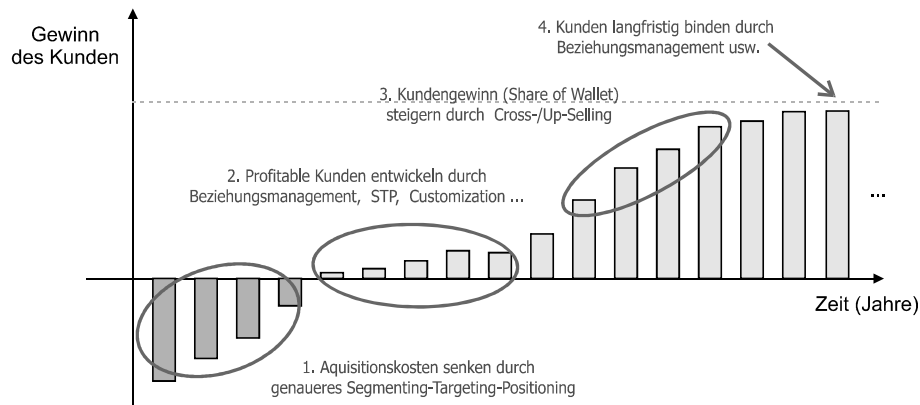 Gewinn
des Kunden
4. Kunden langfristig binden durch
Beziehungsmanagement usw.
3. Kundengewinn (Share of Wallet)
steigern durch Cross-/Up-Selling
2. Profitable Kunden entwickeln durch
Beziehungsmanagement, STP, Customization ...
...
Zeit (Jahre)
1. Aquisitionskosten senken durch
genaueres Segmenting-Targeting-Positioning